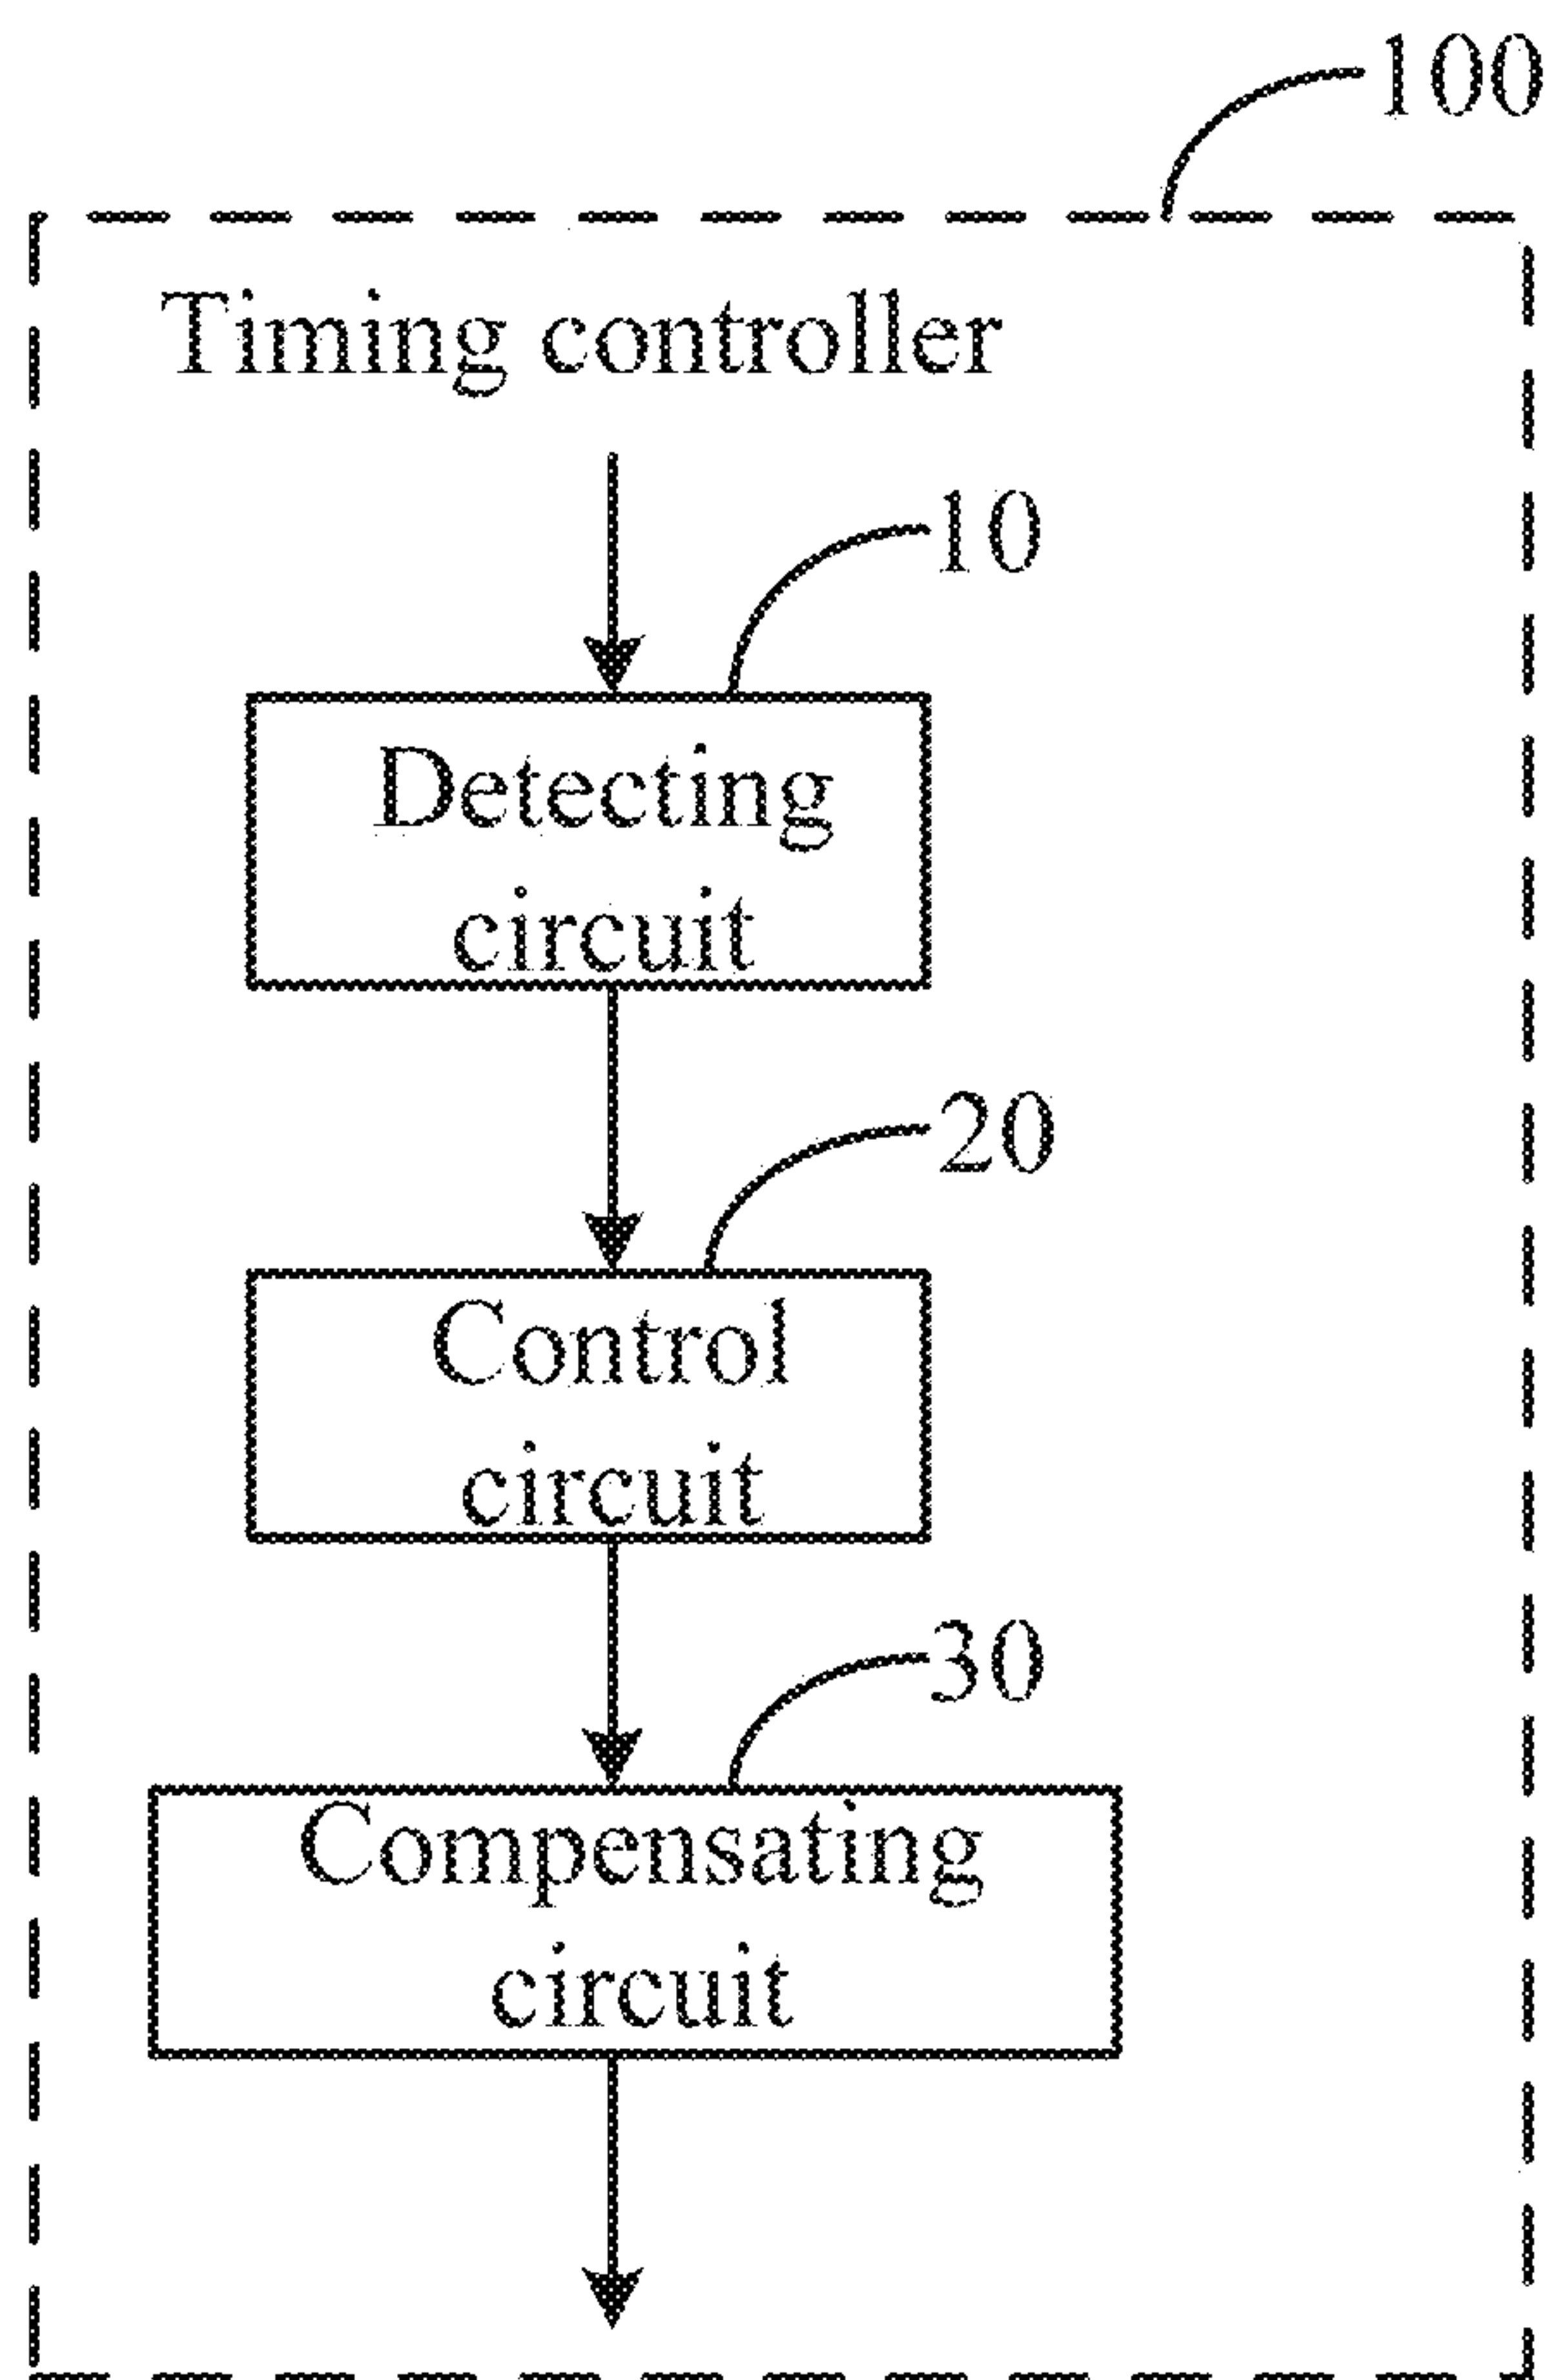 100
Timing controller
10
Detecting
circuit
20
Control
circuit
30
Compensating
circuit